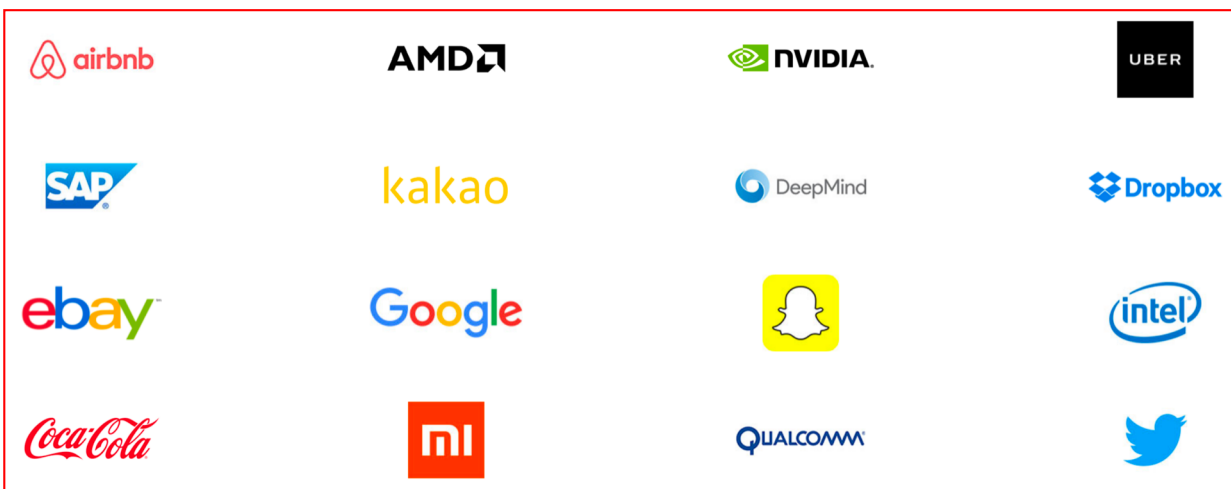 airbnb AMD NVIDIA. UBER
SAP® kakao DeepMind Dropbox
ebay Google intel
Coca-Cola mi QUALCOMM